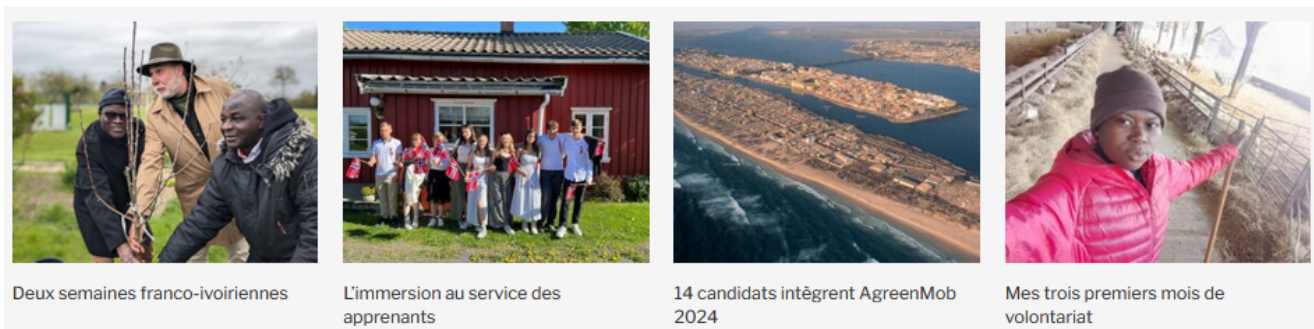 Deux semaines franco-ivoiriennes
L'immersion au service des
apprenants
14 candidats intègrent AgreenMob
2024
Mes trois premiers mois de
volontariat